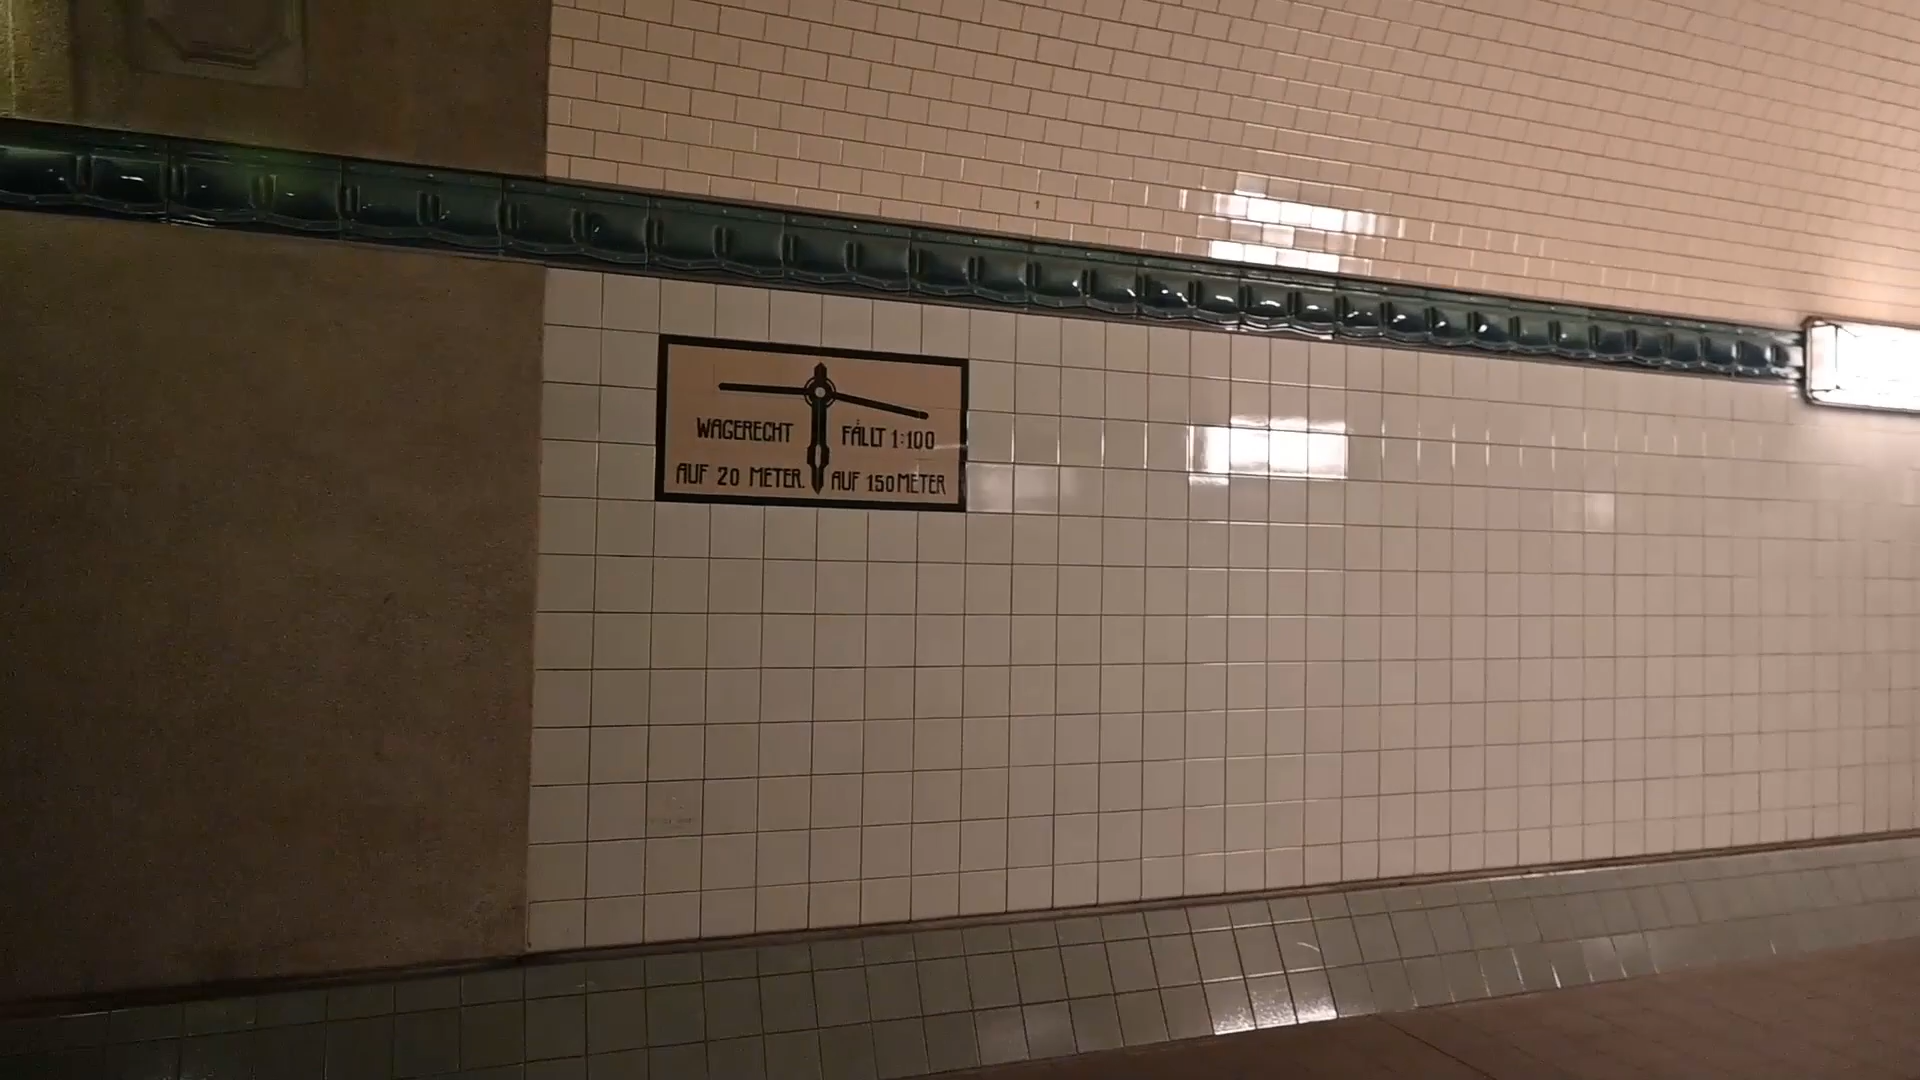 WAGERECHT
AUF 20 METER.
FÄLLT 1:100
AUF 150 METER